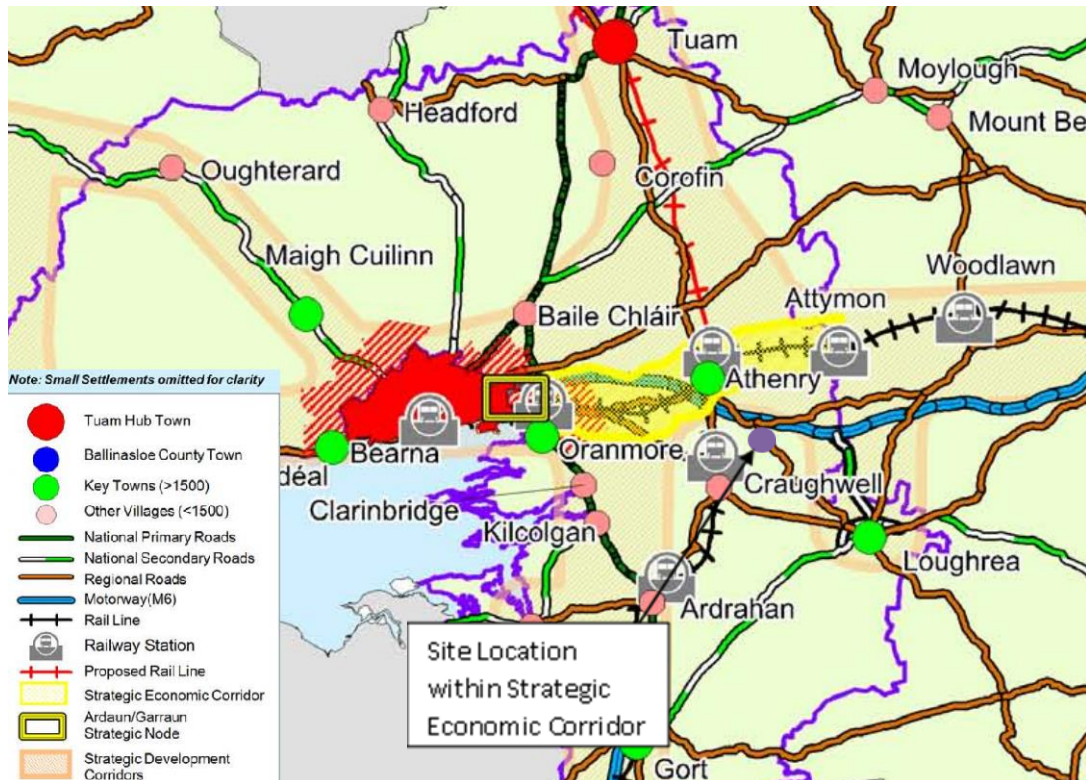 Tuam
Moylough
Headford
Mount Be
Oughterard
Corofin
Maigh Cuilinn
Woodlawn
Attymon
Baile Chláir
Note: Small Settlements omitted for clarity
Athenry
Tuam Hub Town
Ballinasloe County Town
Key Towns (>1500)
Other Villages (<1500)
National Primary Roads
National Secondary Roads
Regional Roads
Motorway(M6)
Rail Line
Railway Station
Proposed Rail Line
Strategic Economic Corridor
Ardaun/Garraun
Strategic Node
Strategic Development
Corridors
Bearna
Oranmore
déal
Craughwell
Clarinbridge
Kilcolgan
Loughrea
Ardrahan
Site Location
within Strategic
Economic Corridor
Gort